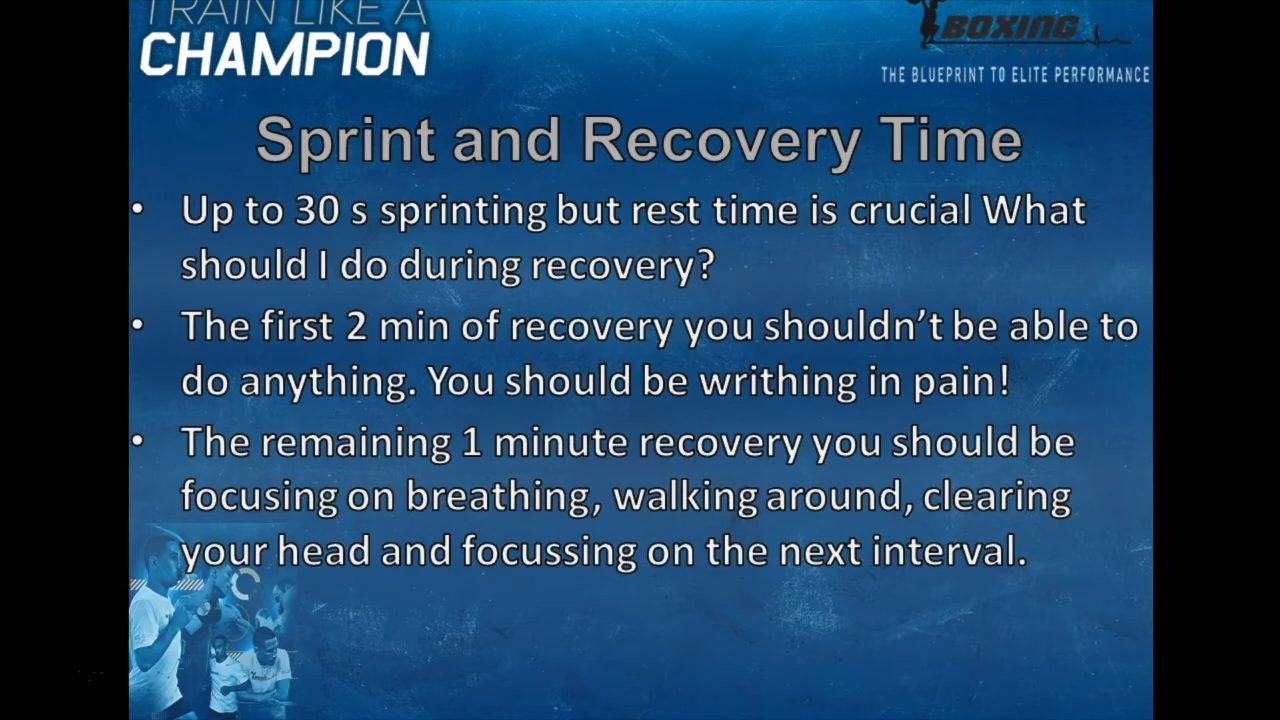 TRAIN LIKE A
CHAMPION
BOXING
THE BLUEPRINT TO ELITE PERFORMANCE
Sprint and Recovery Time
• Up to 30 s sprinting but rest time is crucial What
should I do during recovery?
• The first 2 min of recovery you shouldn’t be able to
do anything. You should be writhing in pain!
• The remaining 1 minute recovery you should be
focusing on breathing, walking around, clearing
your head and focussing on the next interval.